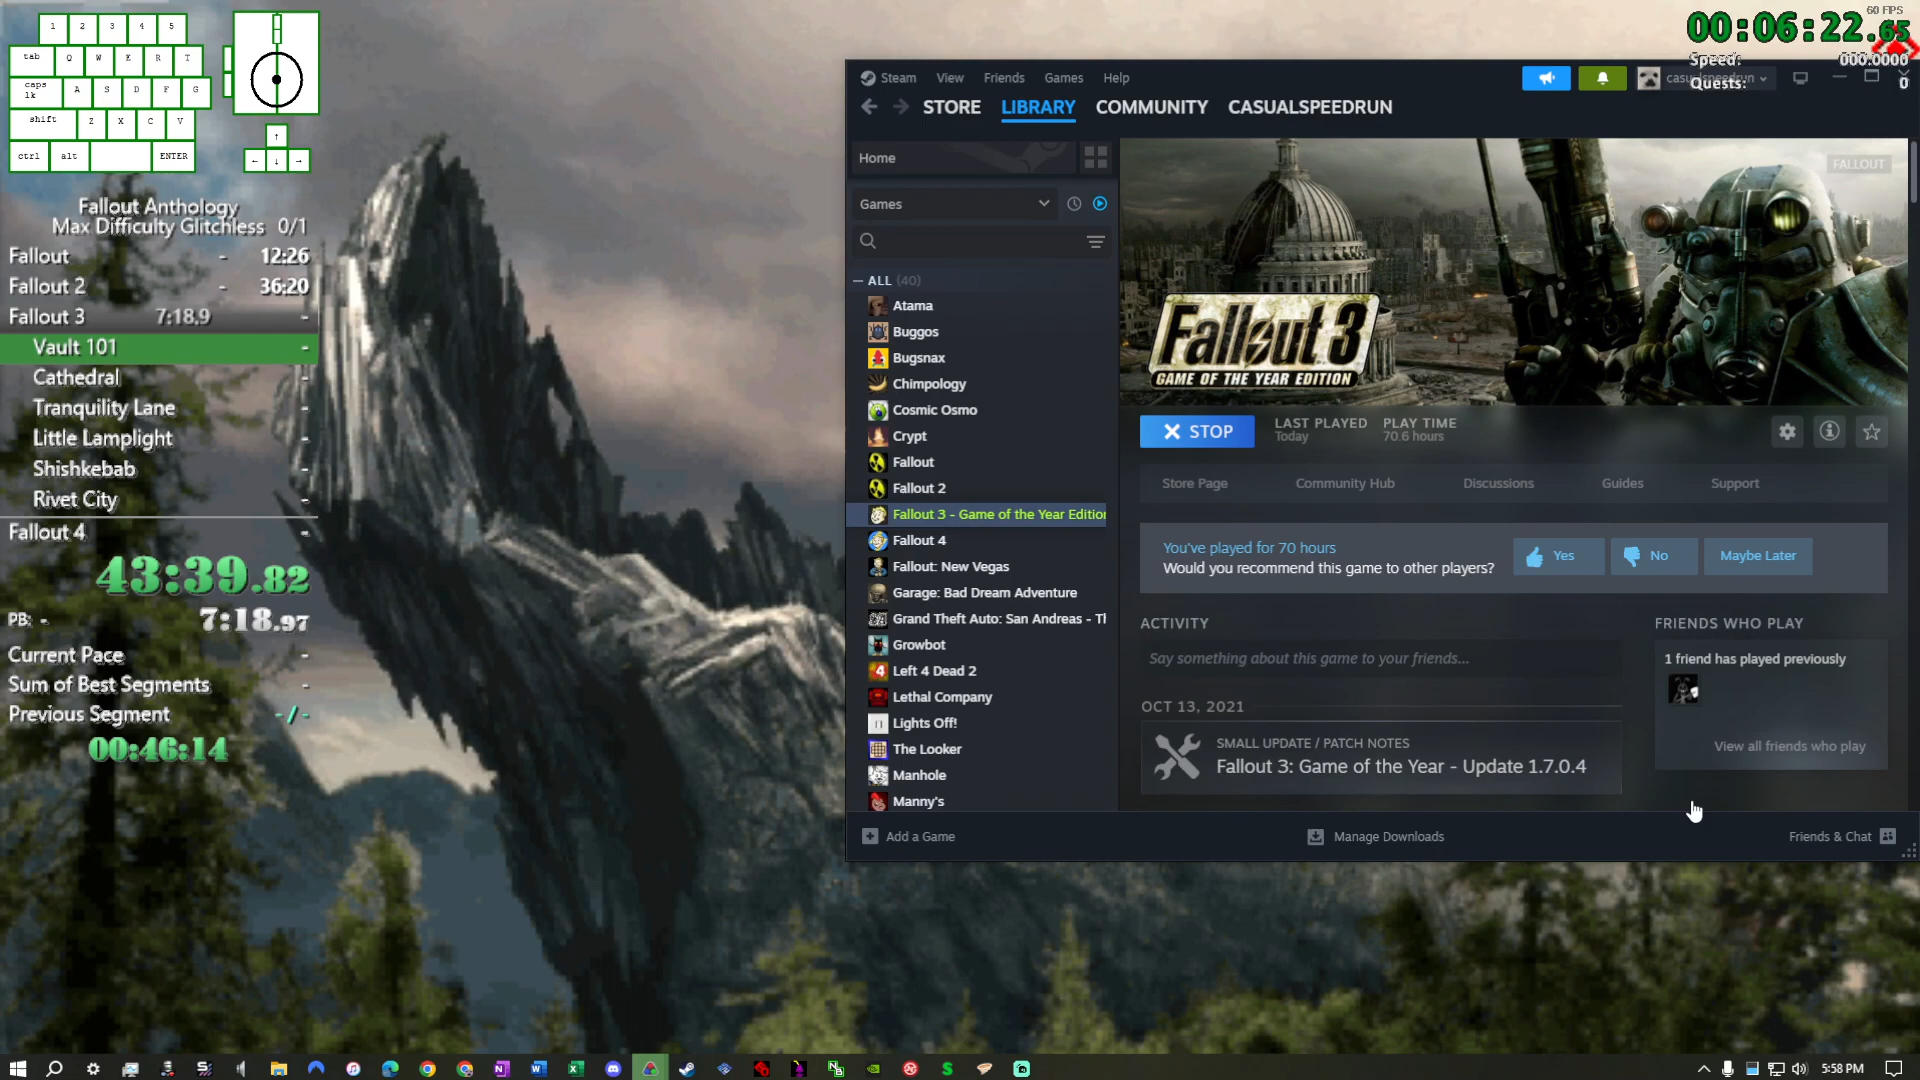 60 FPS
00:06:22.65
Speed: 000.0000
Quests: 0
1 2 3 4 5
tab Q W E R T
caps lk A S D F G
shift Z X C V
ctrl alt ENTER
↑
← ↓ →
Fallout Anthology
Max Difficulty Glitchless 0/1
Fallout - 12:26
Fallout 2 - 36:20
Fallout 3 7:18.9 -
Vault 101 -
Cathedral -
Tranquility Lane -
Little Lamplight -
Shishkebab -
Rivet City -
Fallout 4 -
43:39.82
PB: - 7:18.97
Current Pace -
Sum of Best Segments -
Previous Segment -/-
00:46:14
Steam View Friends Games Help
STORE LIBRARY COMMUNITY CASUALSPEEDRUN
Home
Games
ALL (40)
Atama
Buggos
Bugsnax
Chimpology
Cosmic Osmo
Crypt
Fallout
Fallout 2
Fallout 3 - Game of the Year Edition
Fallout 4
Fallout: New Vegas
Garage: Bad Dream Adventure
Grand Theft Auto: San Andreas - Th
Growbot
Left 4 Dead 2
Lethal Company
Lights Off!
The Looker
Manhole
Manny's
Add a Game
FALLOUT
Fallout 3
GAME OF THE YEAR EDITION
STOP
LAST PLAYED
Today
PLAY TIME
70.6 hours
Store Page Community Hub Discussions Guides Support
You've played for 70 hours
Would you recommend this game to other players?
Yes No Maybe Later
ACTIVITY
Say something about this game to your friends...
OCT 13, 2021
SMALL UPDATE / PATCH NOTES
Fallout 3: Game of the Year - Update 1.7.0.4
FRIENDS WHO PLAY
1 friend has played previously
View all friends who play
Manage Downloads
Friends & Chat
5:58 PM